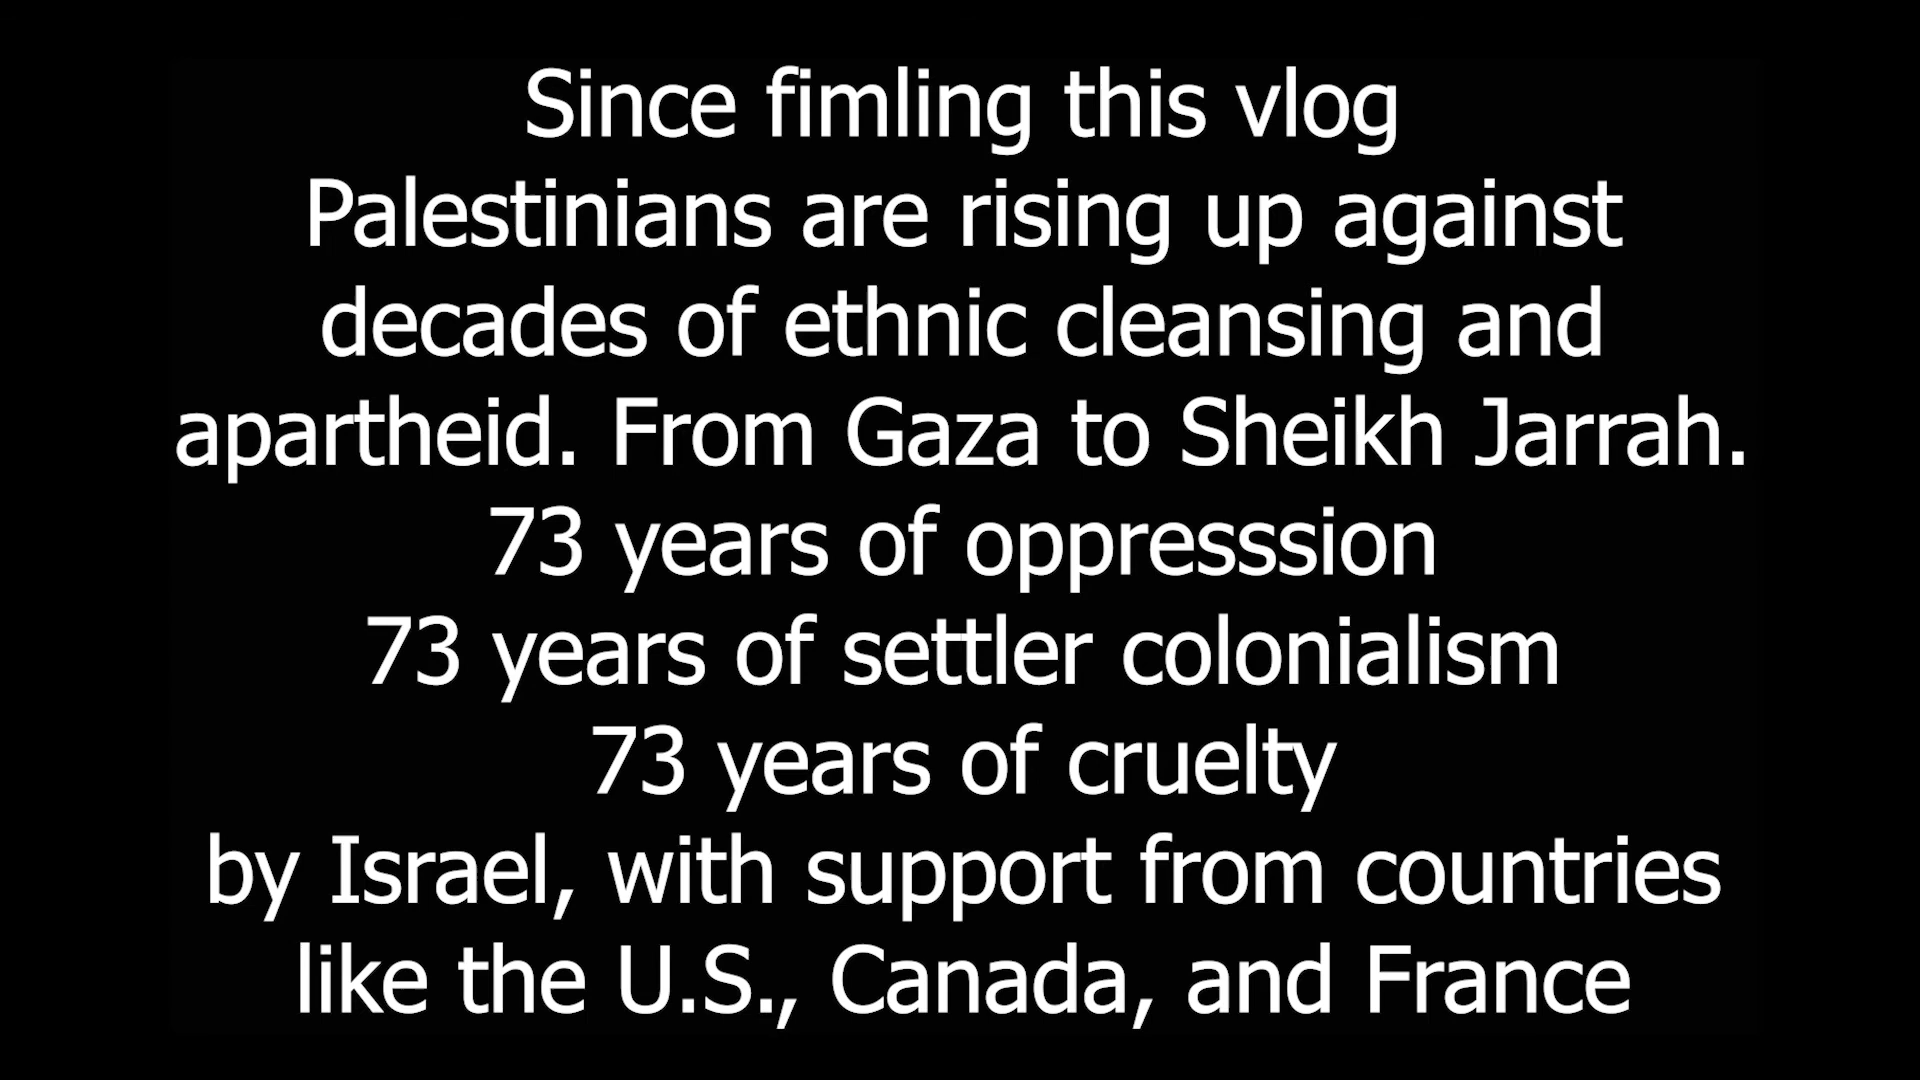 Since fimling this vlog
Palestinians are rising up against
decades of ethnic cleansing and
apartheid. From Gaza to Sheikh Jarrah.
73 years of oppresssion
73 years of settler colonialism
73 years of cruelty
by Israel, with support from countries
like the U.S., Canada, and France